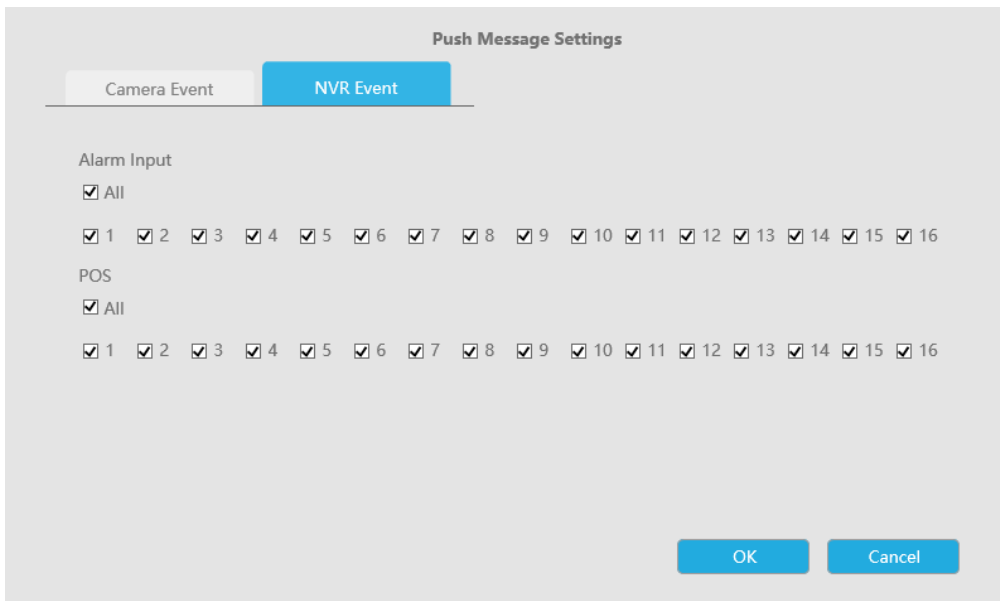 Push Message Settings
Camera Event NVR Event
Alarm Input
All
1 2 3 4 5 6 7 8 9 10 11 12 13 14 15 16
POS
All
1 2 3 4 5 6 7 8 9 10 11 12 13 14 15 16
OK Cancel